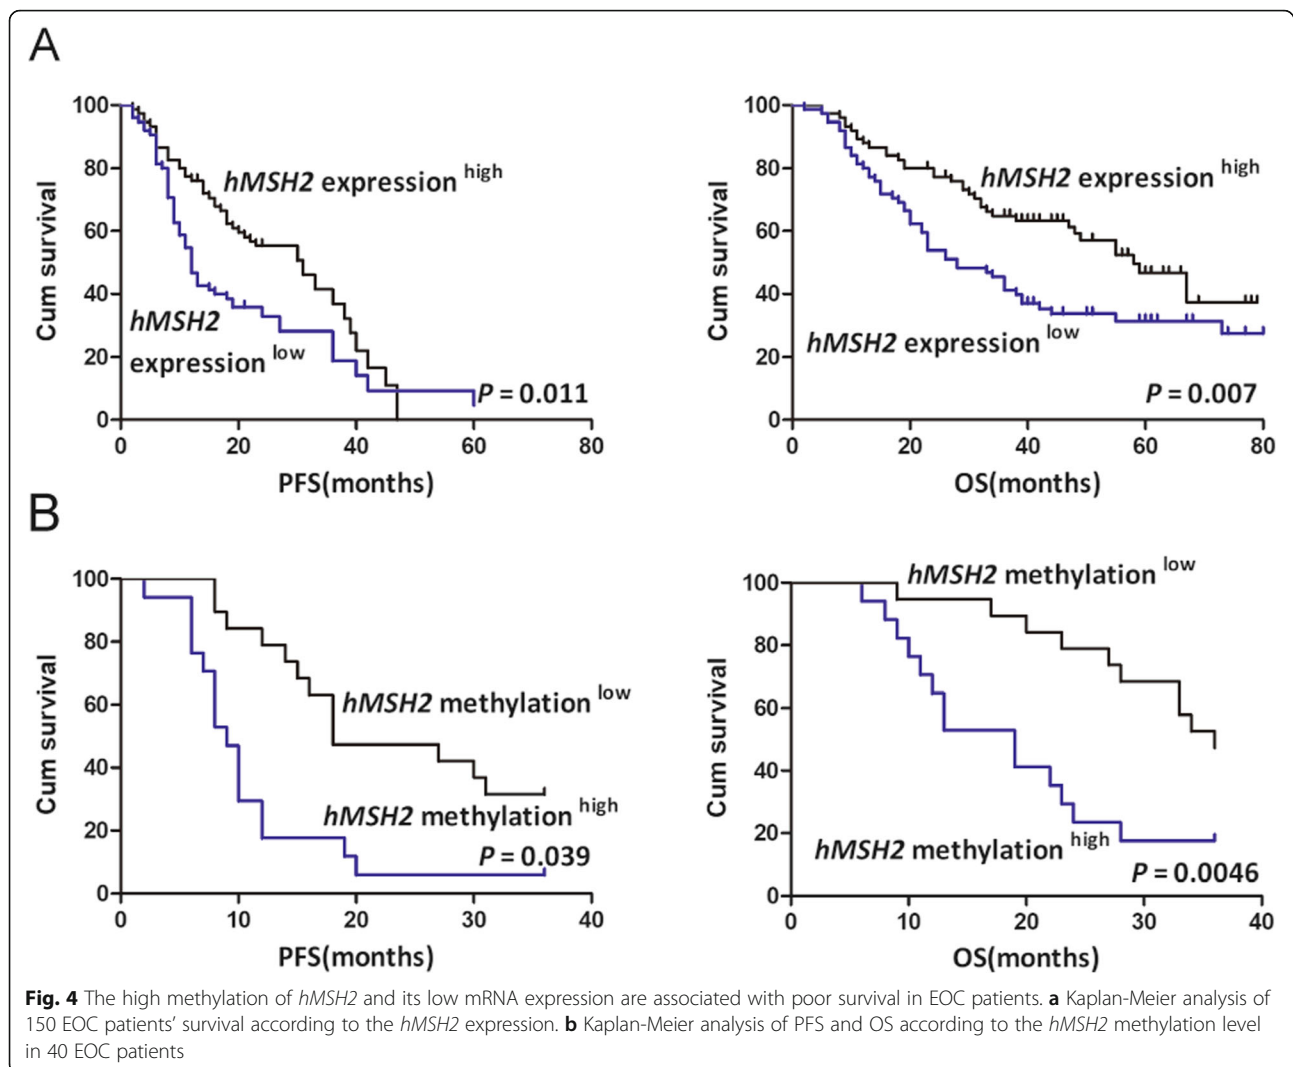 A
100
80
60
40
20
0
Cum survival
hMSH2 expression high
hMSH2
expression low
P = 0.011
0 20 40 60 80
PFS(months)
100
80
60
40
20
0
Cum survival
hMSH2 expression high
hMSH2 expression low
P = 0.007
0 20 40 60 80
OS(months)
B
100
80
60
40
20
0
Cum survival
hMSH2 methylation low
hMSH2 methylation high
P = 0.039
0 10 20 30 40
PFS(months)
100
80
60
40
20
0
Cum survival
hMSH2 methylation low
hMSH2 methylation high
P = 0.0046
0 10 20 30 40
OS(months)
Fig. 4 The high methylation of hMSH2 and its low mRNA expression are associated with poor survival in EOC patients. a Kaplan-Meier analysis of
150 EOC patients' survival according to the hMSH2 expression. b Kaplan-Meier analysis of PFS and OS according to the hMSH2 methylation level
in 40 EOC patients